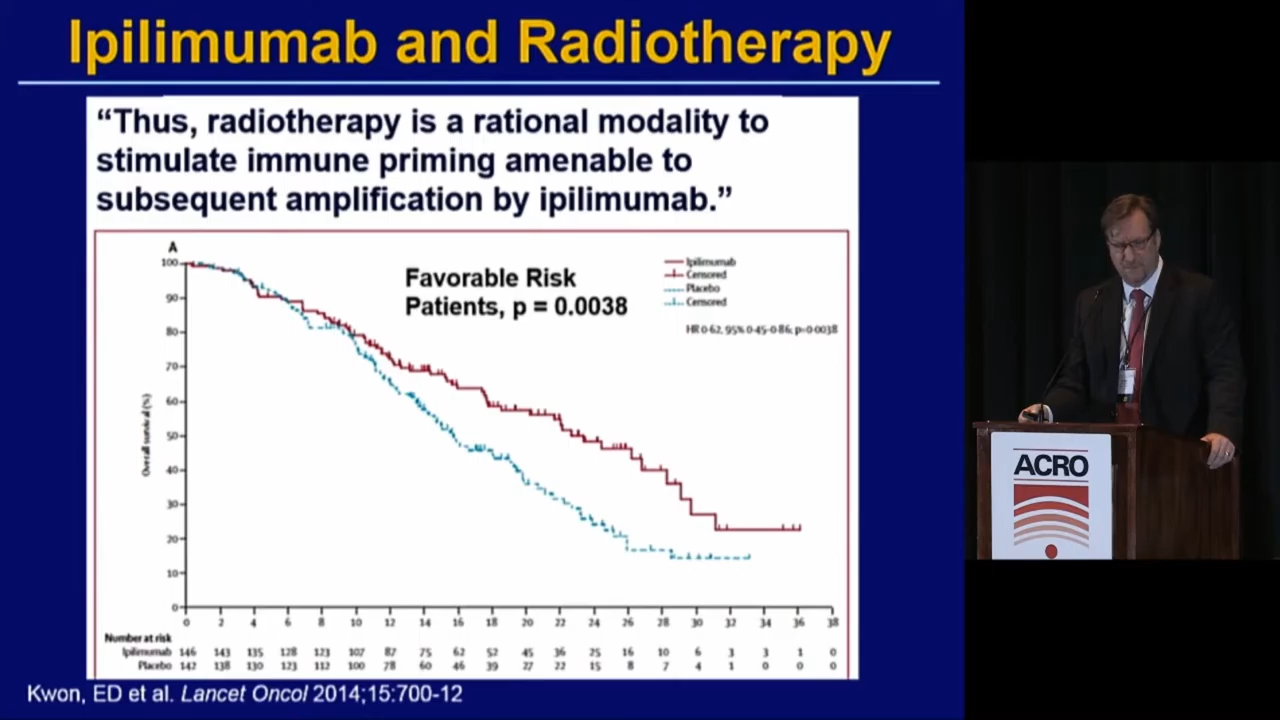 Ipilimumab and Radiotherapy
“Thus, radiotherapy is a rational modality to
stimulate immune priming amenable to
subsequent amplification by ipilimumab.”
A
Favorable Risk
Patients, p = 0.0038
Ipilimumab
Censored
Placebo
Censored
HR 0·62, 95% 0·45-0·86; p=0·0038
Overall survival (%)
100
90
80
70
60
50
40
30
20
10
0
0 2 4 6 8 10 12 14 16 18 20 22 24 26 28 30 32 34 36 38
Number at risk
Ipilimumab 146 143 135 128 123 107 87 75 62 52 45 36 25 16 10 6 3 3 1 0
Placebo 142 138 130 123 112 100 78 60 46 39 27 22 15 8 7 4 1 0 0 0
Kwon, ED et al. Lancet Oncol 2014;15:700-12
ACRO